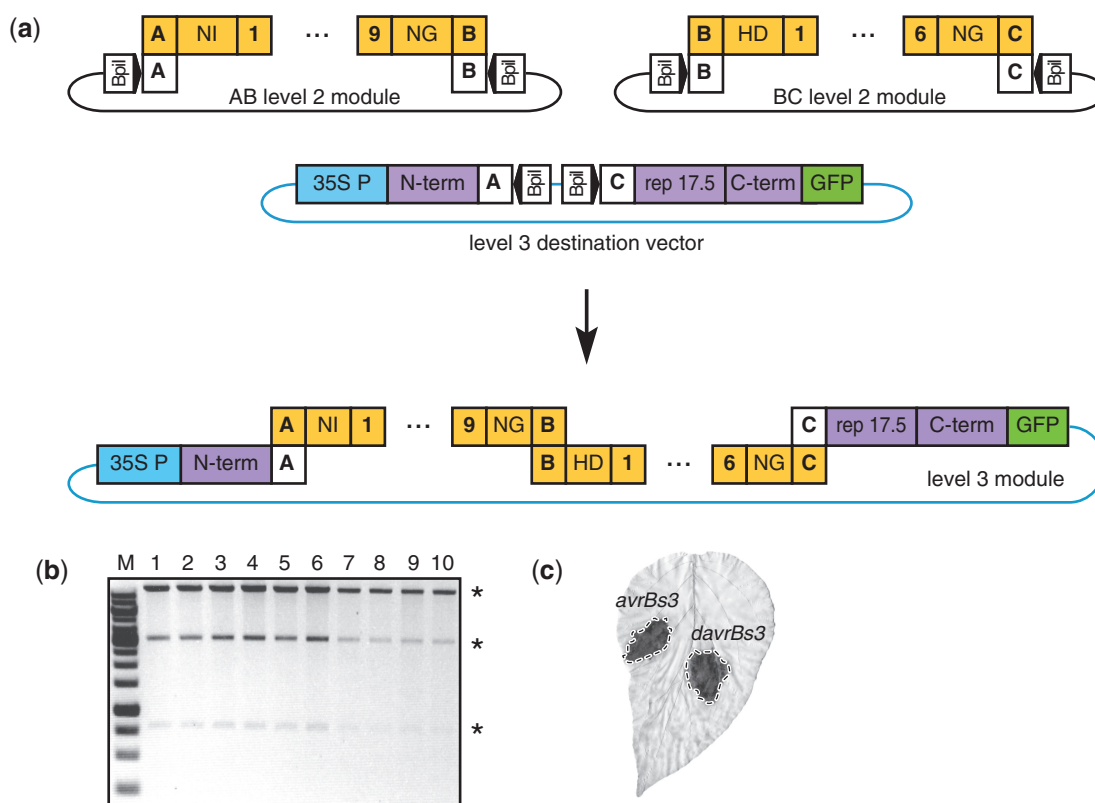 (a)
A NI 1 ... 9 NG B
BpiI A B BpiI
AB level 2 module
B HD 1 ... 6 NG C
BpiI B C BpiI
BC level 2 module
35S P N-term A BpiI BpiI C rep 17.5 C-term GFP
level 3 destination vector
A NI 1 ... 9 NG B
C rep 17.5 C-term GFP
35S P N-term A
B HD 1 ... 6 NG C
level 3 module
(b)
M 1 2 3 4 5 6 7 8 9 10
*
*
*
(c)
avrBs3
davrBs3